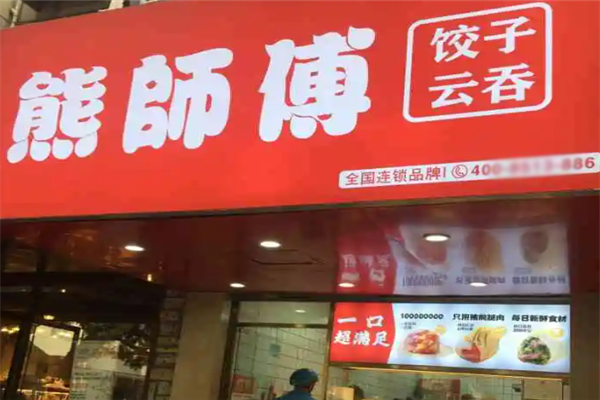 熊師傅
饺子
云吞
全国连锁品牌
一口
超满足
100000000
只用猪前腿肉
每日新鲜食材